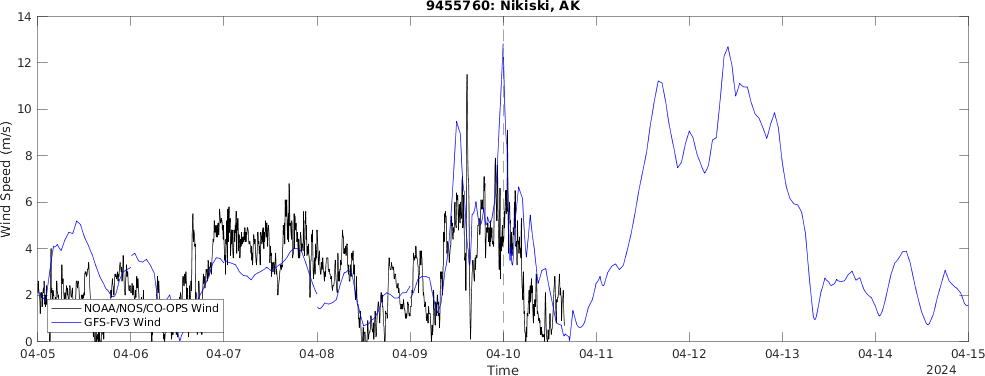 9455760: Nikiski, AK
Wind Speed (m/s)
14
12
10
8
6
4
2
0
NOAA/NOS/CO-OPS Wind
GFS-FV3 Wind
04-05 04-06 04-07 04-08 04-09 04-10 04-11 04-12 04-13 04-14 04-15
Time
2024